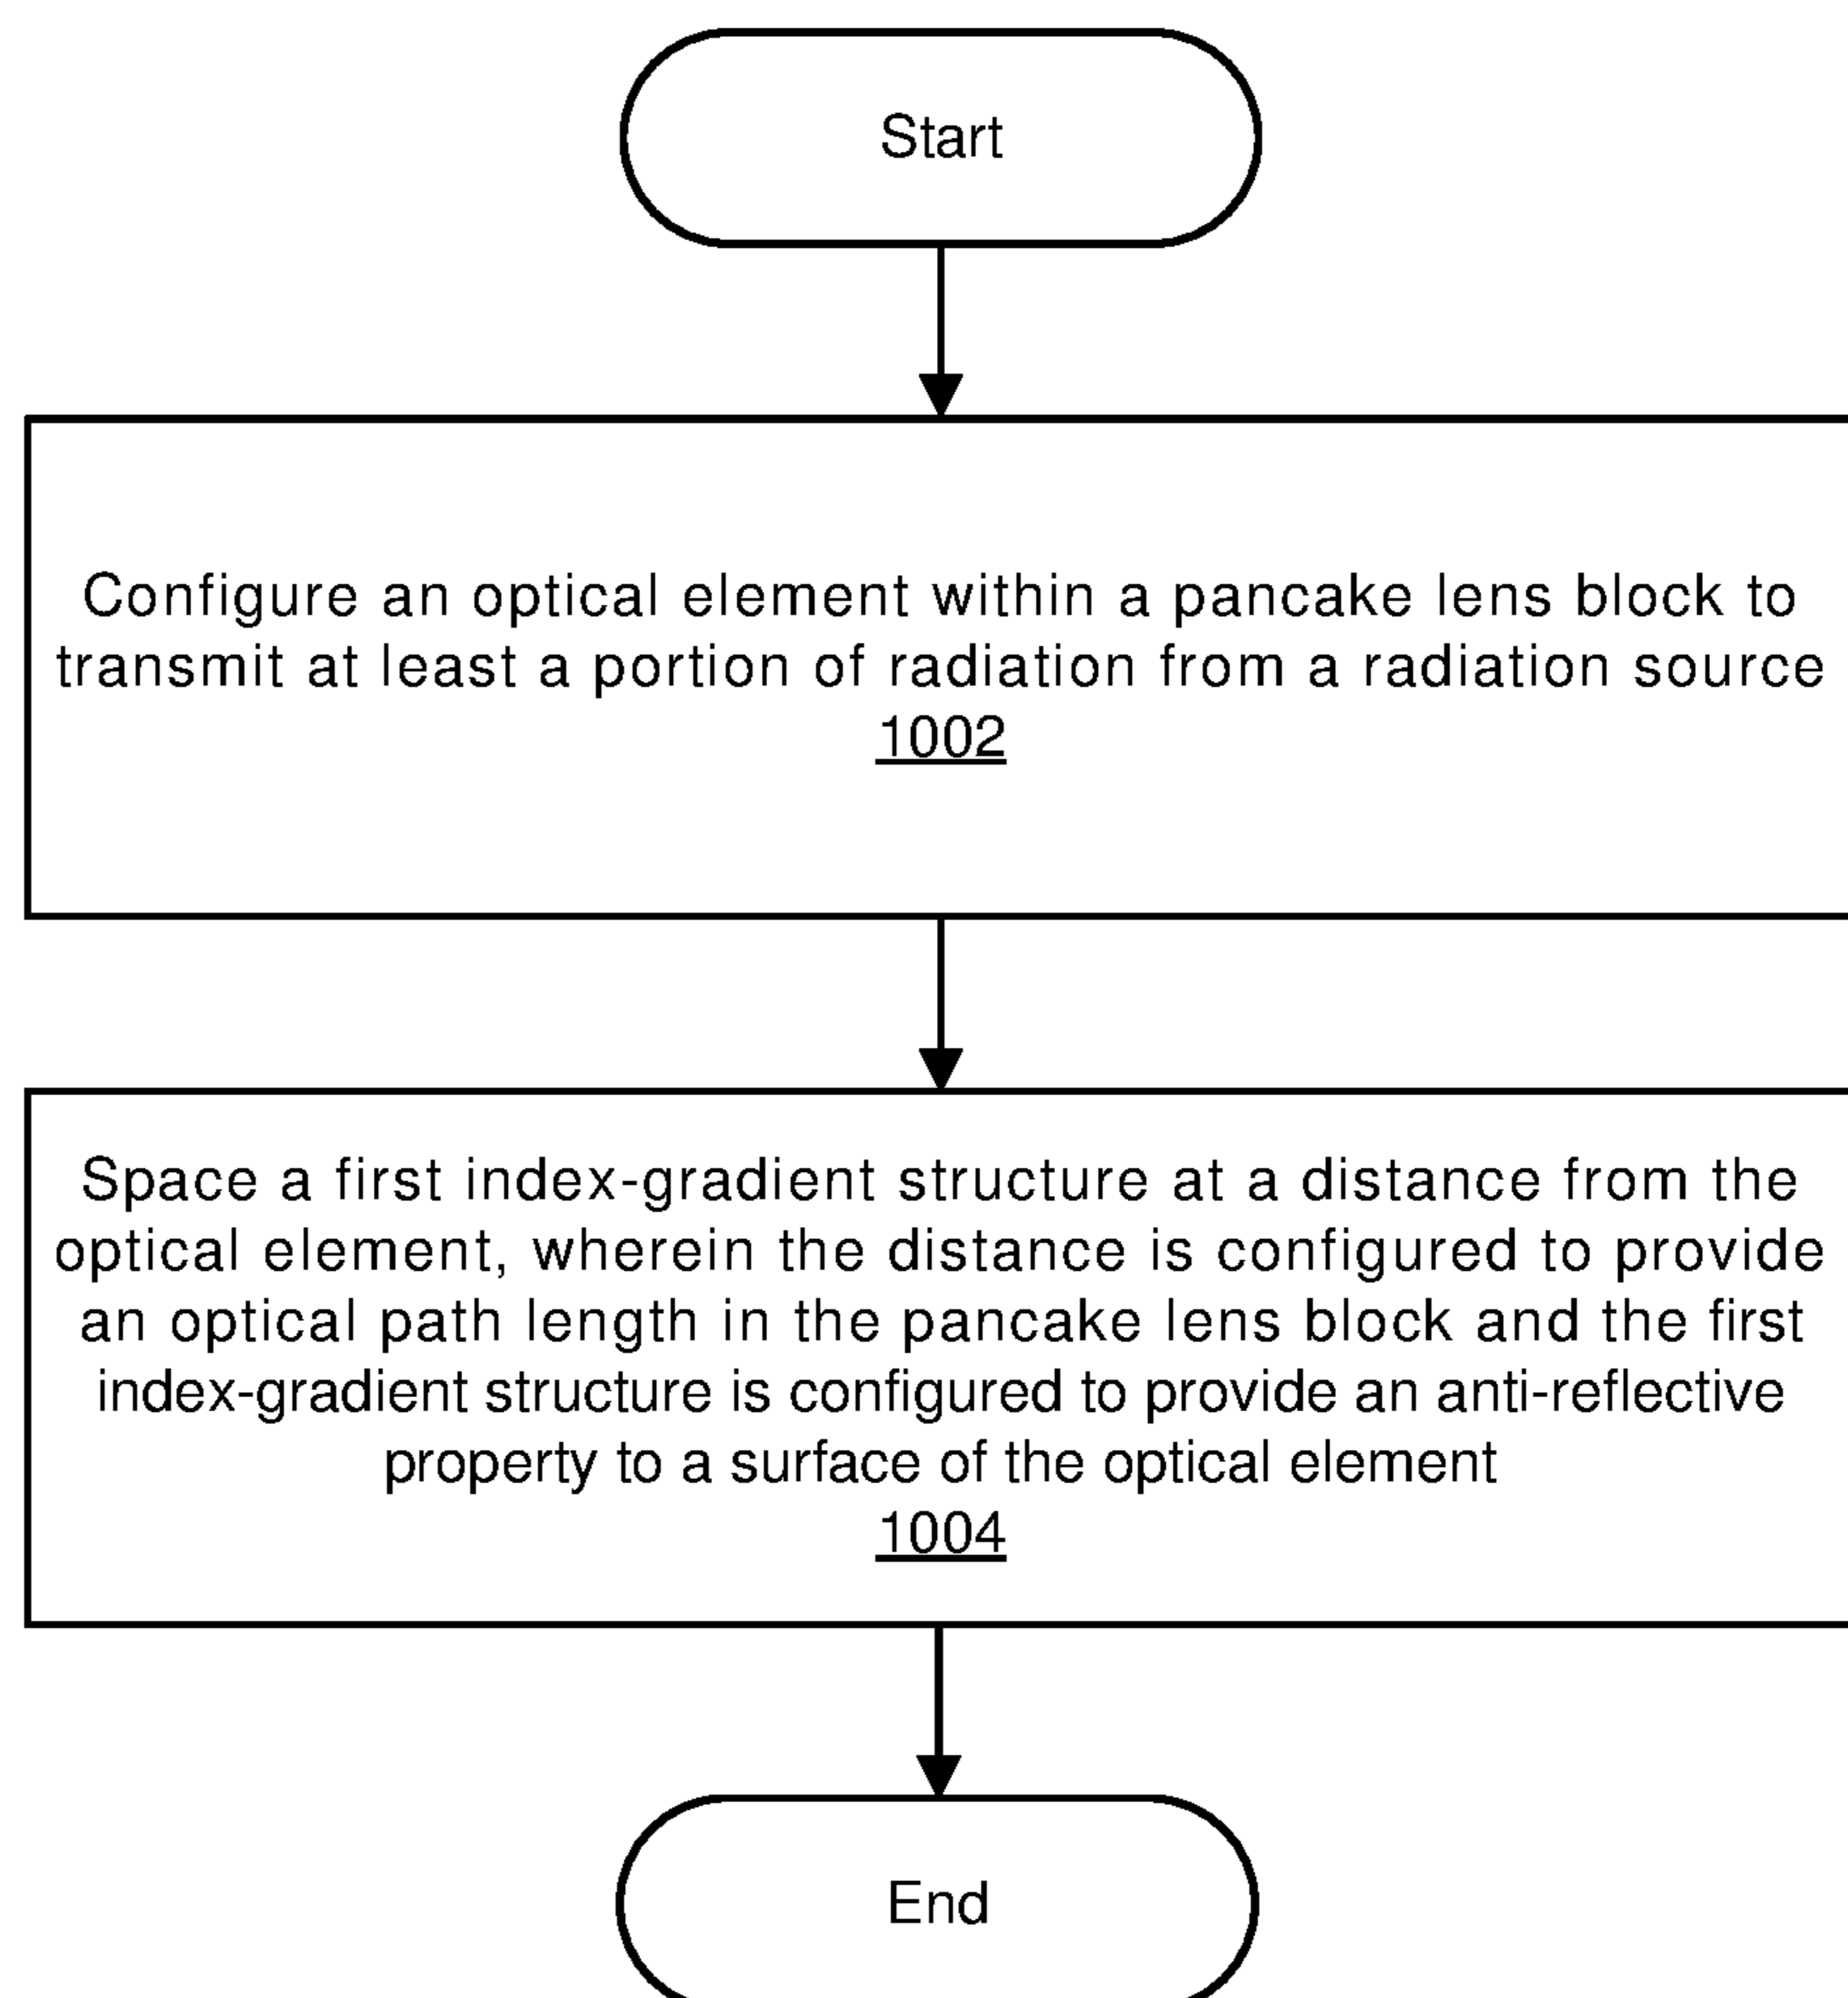 Start
Configure an optical element within a pancake lens block to
transmit at least a portion of radiation from a radiation source
1002
Space a first index-gradient structure at a distance from the
optical element, wherein the distance is configured to provide
an optical path length in the pancake lens block and the first
index-gradient structure is configured to provide an anti-reflective
property to a surface of the optical element
1004
End